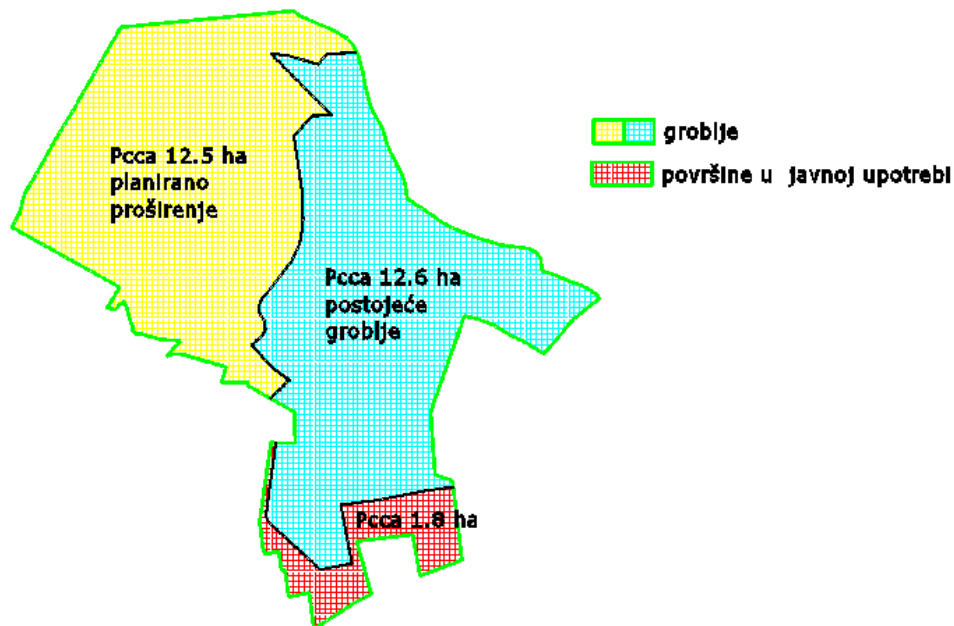 Pcca 12.5 ha
planirano
proširenje
groblje
površine u javnoj upotrebi
Pcca 12.6 ha
postojeće
groblje
Pcca 1.8 ha